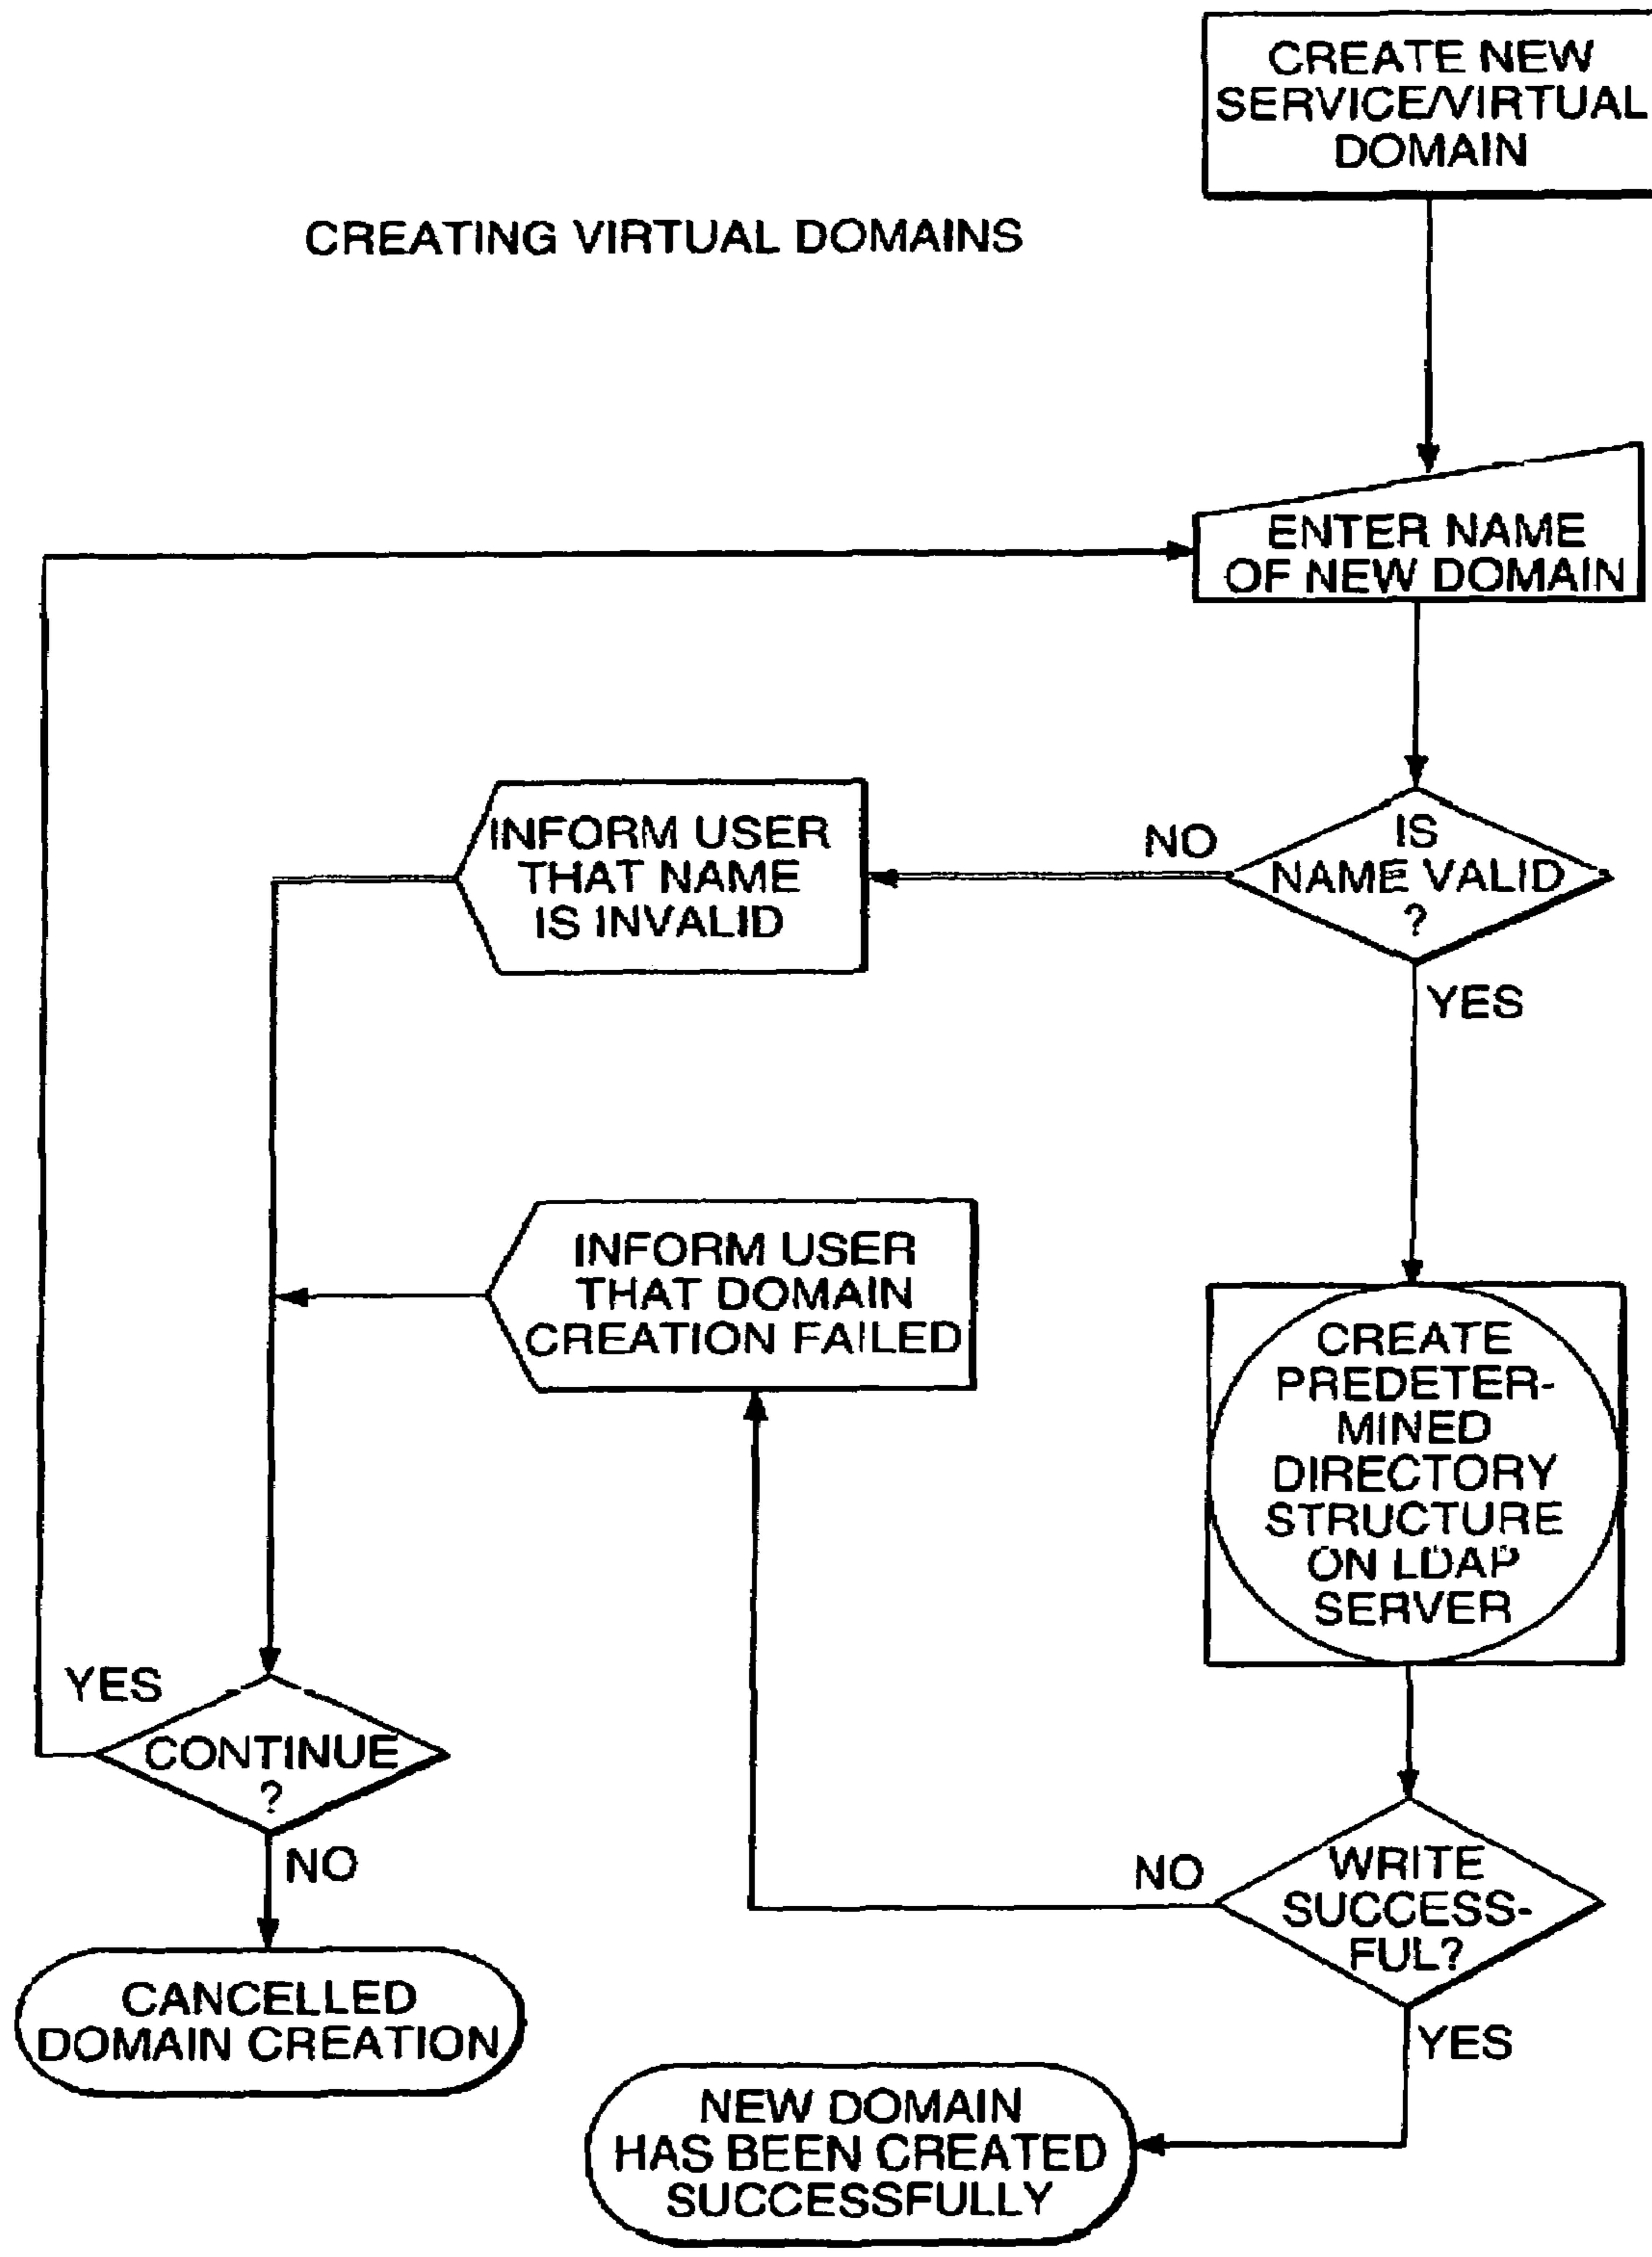 CREATE NEW
SERVICE/VIRTUAL
DOMAIN
CREATING VIRTUAL DOMAINS
ENTER NAME
OF NEW DOMAIN
INFORM USER
THAT NAME
IS INVALID
NO
IS
NAME VALID
?
YES
INFORM USER
THAT DOMAIN
CREATION FAILED
CREATE
PREDETER-
MINED
DIRECTORY
STRUCTURE
ON LDAP
SERVER
YES
CONTINUE
?
NO
NO
WRITE
SUCCESS-
FUL?
YES
CANCELLED
DOMAIN CREATION
NEW DOMAIN
HAS BEEN CREATED
SUCCESSFULLY